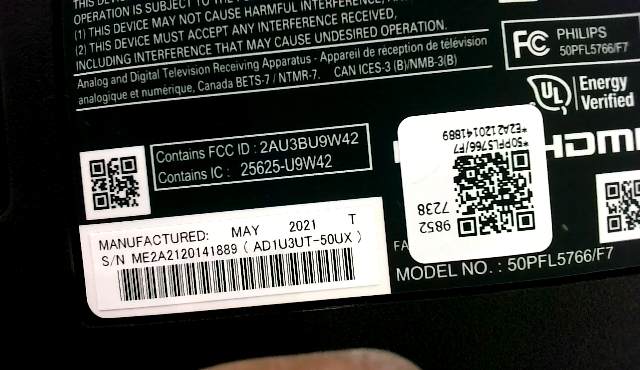 OPERATION IS SUBJECT TO THE
(1) THIS DEVICE MAY NOT CAUSE HARMFUL INTERFERENCE,
(2) THIS DEVICE MUST ACCEPT ANY INTERFERENCE RECEIVED,
INCLUDING INTERFERENCE THAT MAY CAUSE UNDESIRED OPERATION.
Analog and Digital Television Receiving Apparatus - Appareil de réception de télévision
analogique et numérique, Canada BETS-7 / NTMR-7. CAN ICES-3 (B)/NMB-3(B)
FC PHILIPS
50PFL5766/F7
UL Energy
Verified
Contains FCC ID : 2AU3BU9W42
Contains IC : 25625-U9W42
*50PFL5766/F7
*E2A2120141889
9852
7238
HDMI
MANUFACTURED: MAY 2021 T
S/N ME2A2120141889 ( AD1U3UT-50UX )
FA
MODEL NO. : 50PFL5766/F7